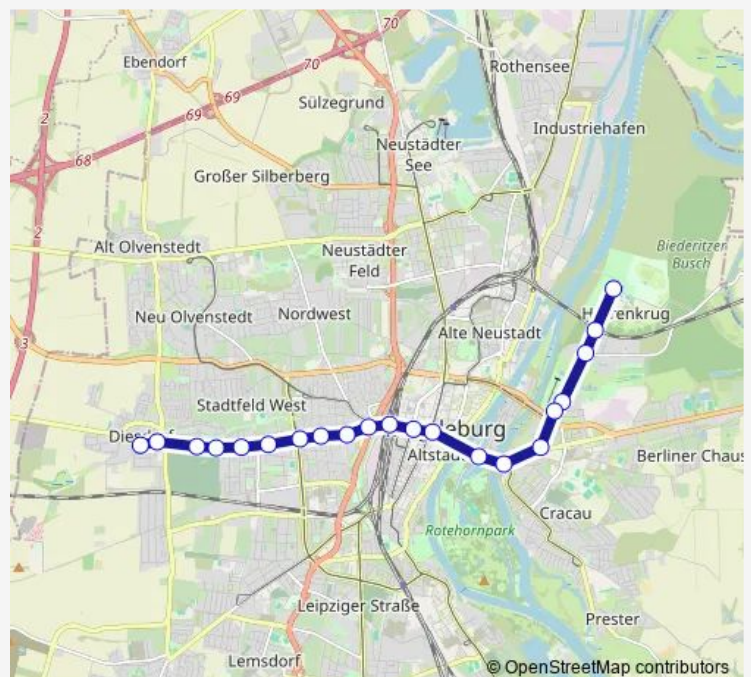 70
Ebendorf
70
Rothensee
69
Sülzegrund
2
69
Industriehafen
Neustädter
See
68
Großer Silberberg
2
Alt Olvenstedt
Neustädter
Feld
Biederitzer
Busch
Neu Olvenstedt
Nordwest
Alte Neustadt
3
Stadtfeld West
Berliner Chaus
Cracau
Rotehornpark
Leipziger Straße
Prester
Lemsdorf
© OpenStreetMap contributors